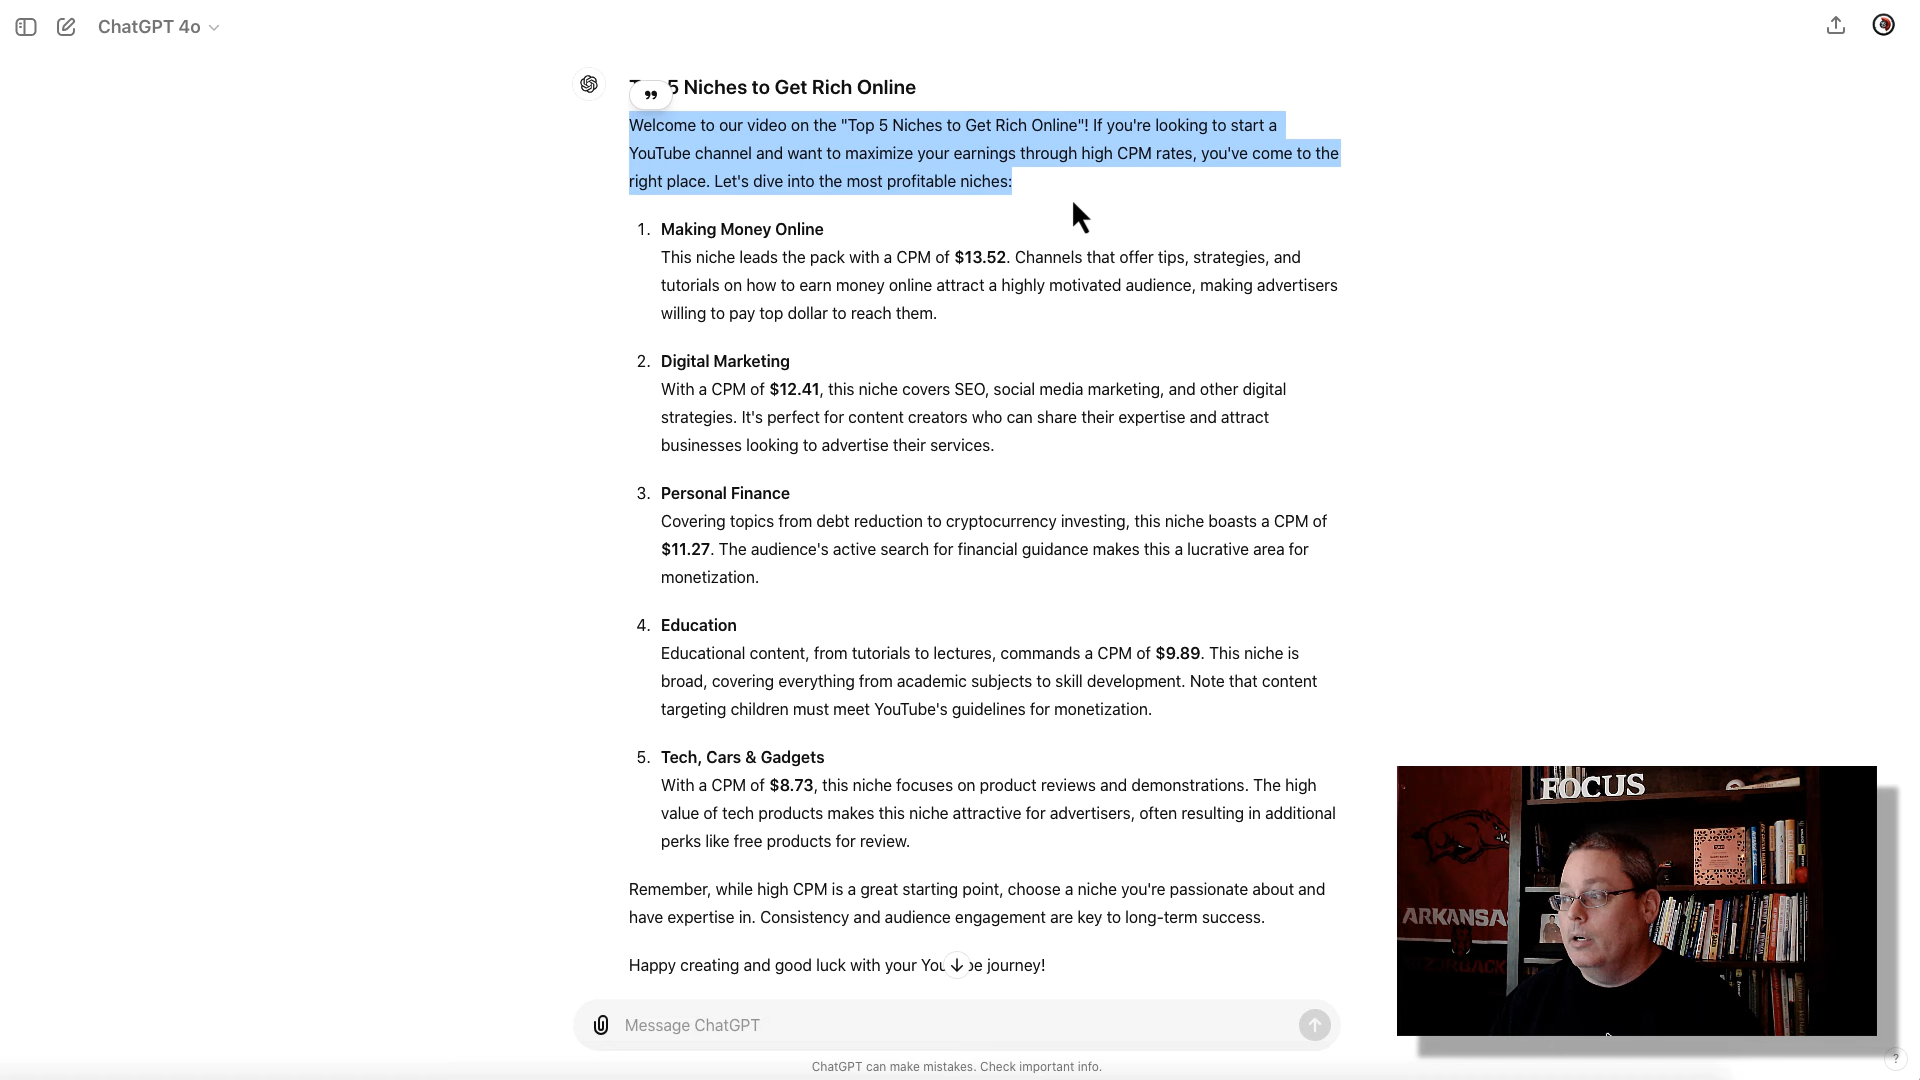 ChatGPT 4o
5 Niches to Get Rich Online
Welcome to our video on the "Top 5 Niches to Get Rich Online"! If you're looking to start a
YouTube channel and want to maximize your earnings through high CPM rates, you've come to the
right place. Let's dive into the most profitable niches:
1. Making Money Online
This niche leads the pack with a CPM of $13.52. Channels that offer tips, strategies, and
tutorials on how to earn money online attract a highly motivated audience, making advertisers
willing to pay top dollar to reach them.
2. Digital Marketing
With a CPM of $12.41, this niche covers SEO, social media marketing, and other digital
strategies. It's perfect for content creators who can share their expertise and attract
businesses looking to advertise their services.
3. Personal Finance
Covering topics from debt reduction to cryptocurrency investing, this niche boasts a CPM of
$11.27. The audience's active search for financial guidance makes this a lucrative area for
monetization.
4. Education
Educational content, from tutorials to lectures, commands a CPM of $9.89. This niche is
broad, covering everything from academic subjects to skill development. Note that content
targeting children must meet YouTube's guidelines for monetization.
5. Tech, Cars & Gadgets
With a CPM of $8.73, this niche focuses on product reviews and demonstrations. The high
value of tech products makes this niche attractive for advertisers, often resulting in additional
perks like free products for review.
Remember, while high CPM is a great starting point, choose a niche you're passionate about and
have expertise in. Consistency and audience engagement are key to long-term success.
Happy creating and good luck with your You be journey!
FOCUS
ARKANSA
Message ChatGPT
ChatGPT can make mistakes. Check important info.
?